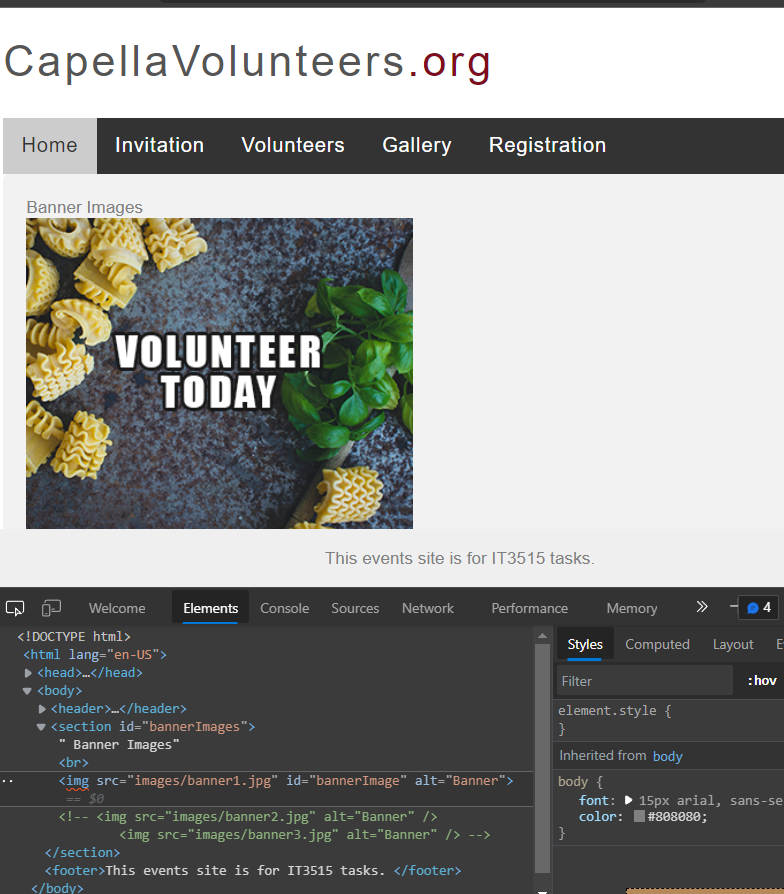 CapellaVolunteers.org
Home Invitation Volunteers Gallery Registration
Banner Images
VOLUNTEER
TODAY
This events site is for IT3515 tasks.
Welcome Elements Console Sources Network Performance Memory » 4
<!DOCTYPE html>
<html lang="en-US">
<head>…</head>
<body>
<header>…</header>
<section id="bannerImages">
" Banner Images"
<br>
<img src="images/banner1.jpg" id="bannerImage" alt="Banner">
== $0
<!-- <img src="images/banner2.jpg" alt="Banner" />
<img src="images/banner3.jpg" alt="Banner" /> -->
</section>
<footer>This events site is for IT3515 tasks. </footer>
</body>
Styles Computed Layout E
Filter :hov
element.style {
}
Inherited from body
body {
font: 15px arial, sans-se
color: #808080;
}